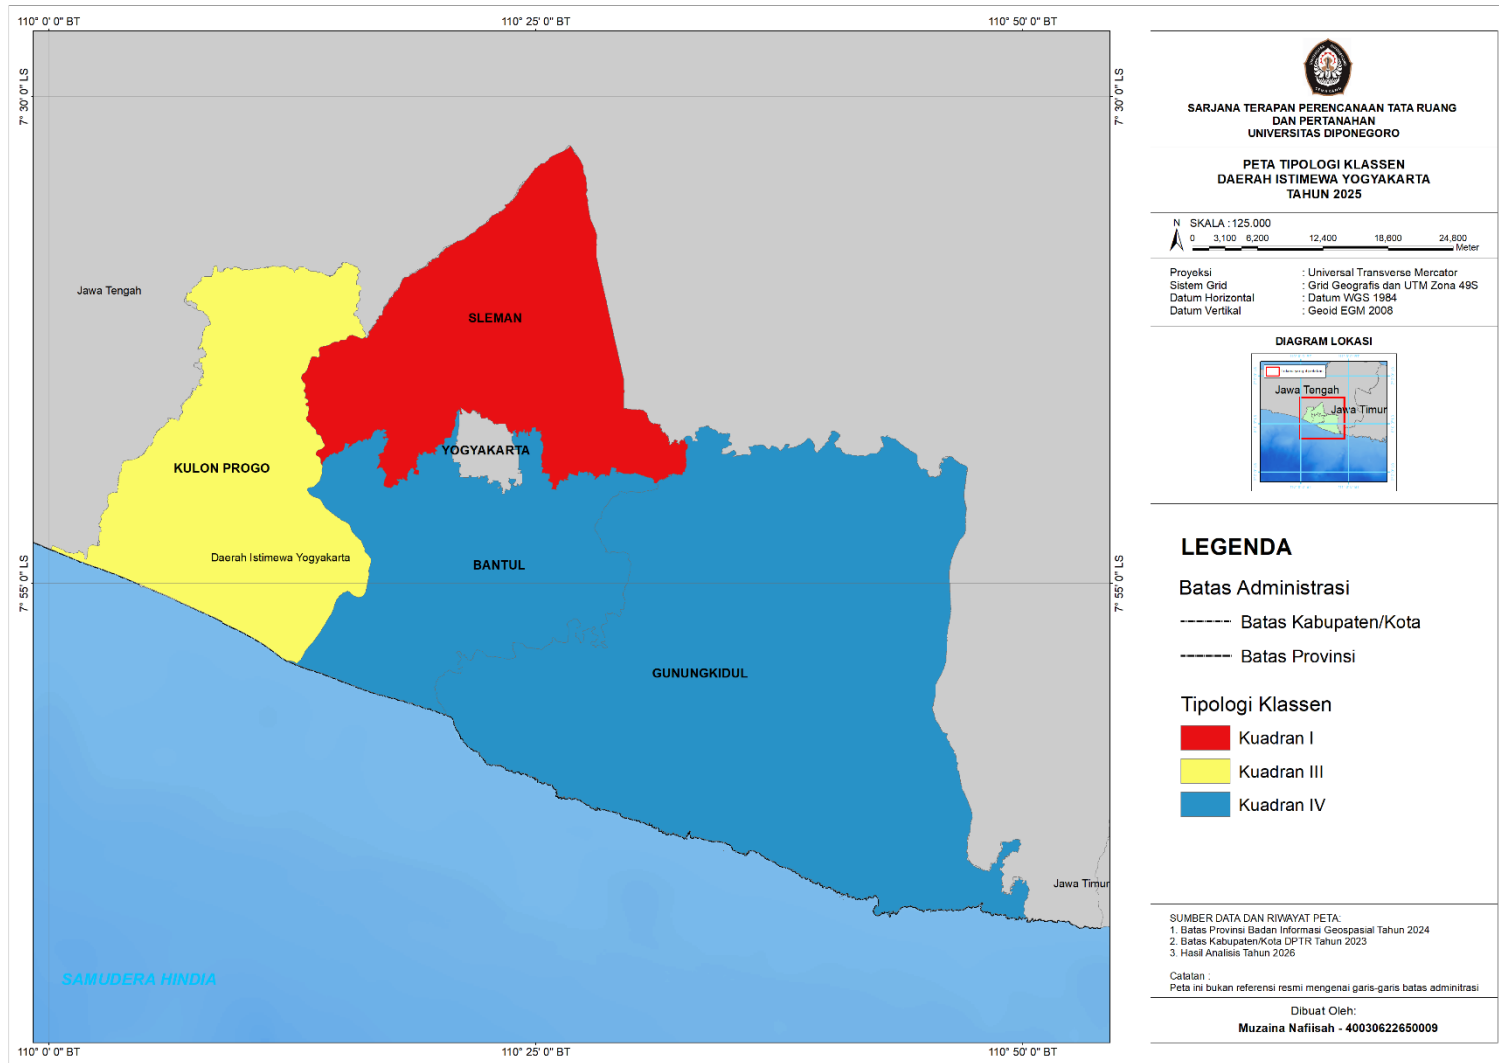 110° 0' 0" BT
110° 25' 0" BT
110° 50' 0" BT
7° 30' 0" LS
7° 30' 0" LS
Jawa Tengah
SLEMAN
YOGYAKARTA
KULON PROGO
Daerah Istimewa Yogyakarta
BANTUL
7° 55' 0" LS
7° 55' 0" LS
GUNUNGKIDUL
Jawa Timur
SAMUDERA HINDIA
110° 0' 0" BT
110° 25' 0" BT
110° 50' 0" BT
SARJANA TERAPAN PERENCANAAN TATA RUANG
DAN PERTANAHAN
UNIVERSITAS DIPONEGORO
PETA TIPOLOGI KLASSEN
DAERAH ISTIMEWA YOGYAKARTA
TAHUN 2025
N SKALA : 125.000
0 3,100 6,200 12,400 18,600 24,800
Meter
Proyeksi : Universal Transverse Mercator
Sistem Grid : Grid Geografis dan UTM Zona 49S
Datum Horizontal : Datum WGS 1984
Datum Vertikal : Geoid EGM 2008
DIAGRAM LOKASI
Jawa Tengah
Jawa Timur
LEGENDA
Batas Administrasi
Batas Kabupaten/Kota
Batas Provinsi
Tipologi Klassen
Kuadran I
Kuadran III
Kuadran IV
SUMBER DATA DAN RIWAYAT PETA:
1. Batas Provinsi Badan Informasi Geospasial Tahun 2024
2. Batas Kabupaten/Kota DPTR Tahun 2023
3. Hasil Analisis Tahun 2026
Catatan :
Peta ini bukan referensi resmi mengenai garis-garis batas adminitrasi
Dibuat Oleh:
Muzaina Nafiisah - 40030622650009